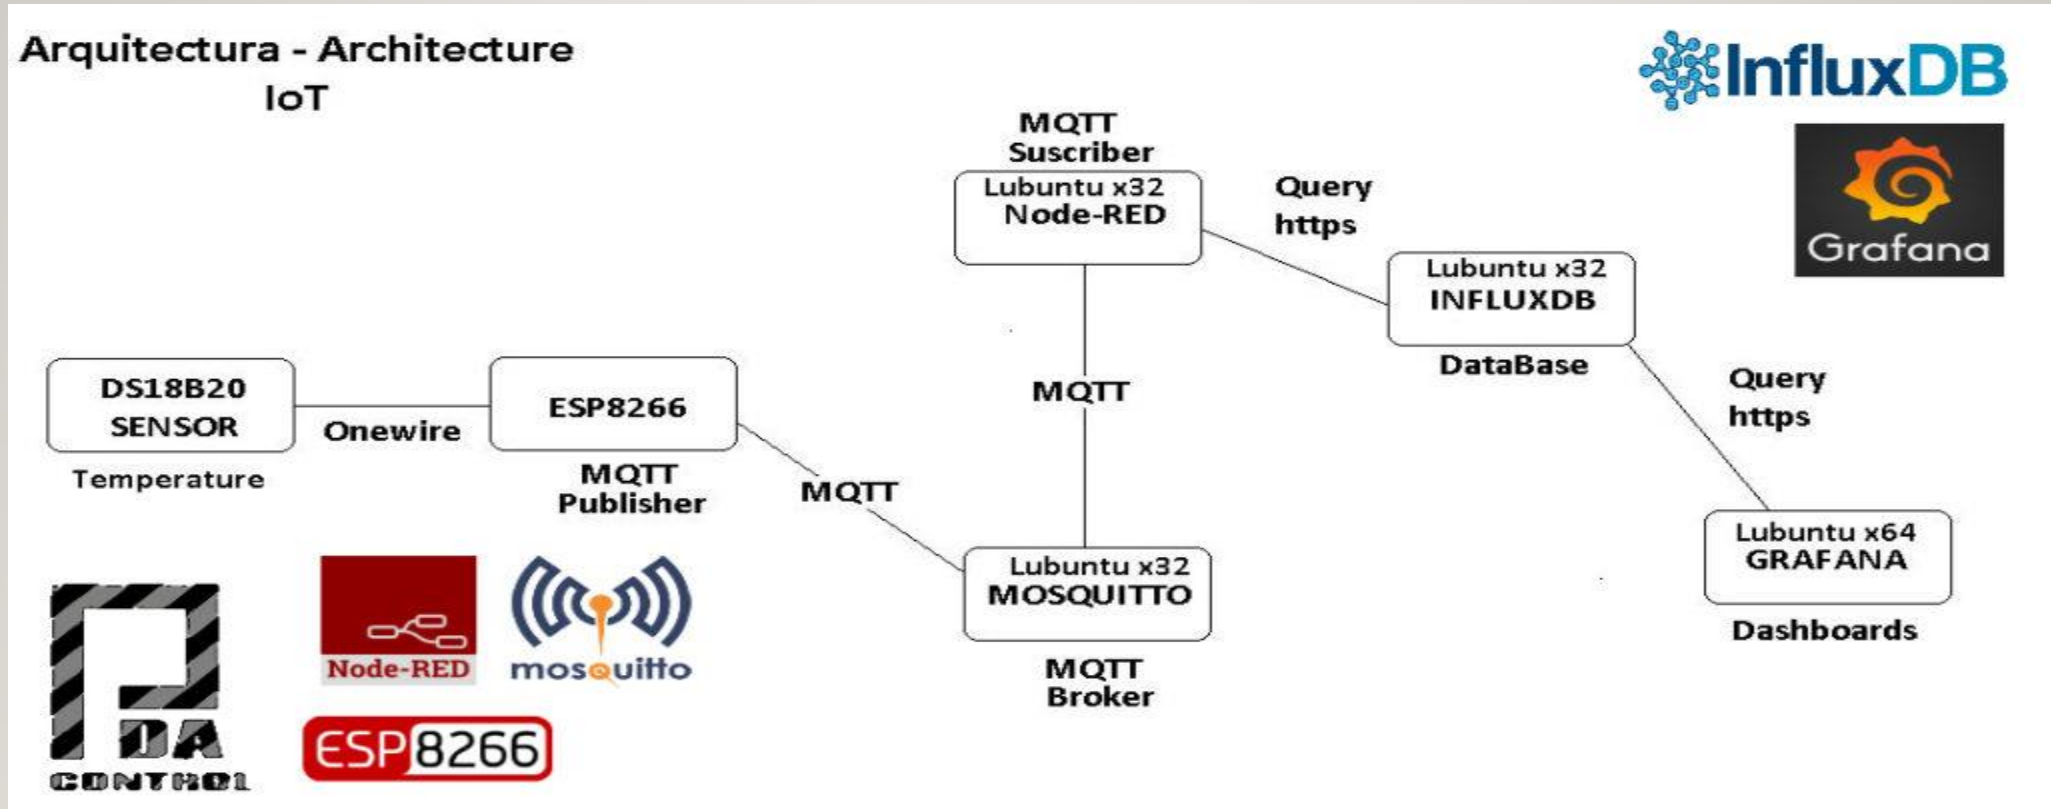 Arquitectura - Architecture
IoT
InfluxDB
Grafana
MQTT
Suscriber
Lubuntu x32
Node-RED
Query
https
Lubuntu x32
INFLUXDB
DataBase
Query
https
MQTT
DS18B20
SENSOR
Temperature
Onewire
ESP8266
MQTT
Publisher
MQTT
Lubuntu x32
MOSQUITTO
MQTT
Broker
Lubuntu x64
GRAFANA
Dashboards
Node-RED
mosquitto
ESP8266
PDA
CONTROL